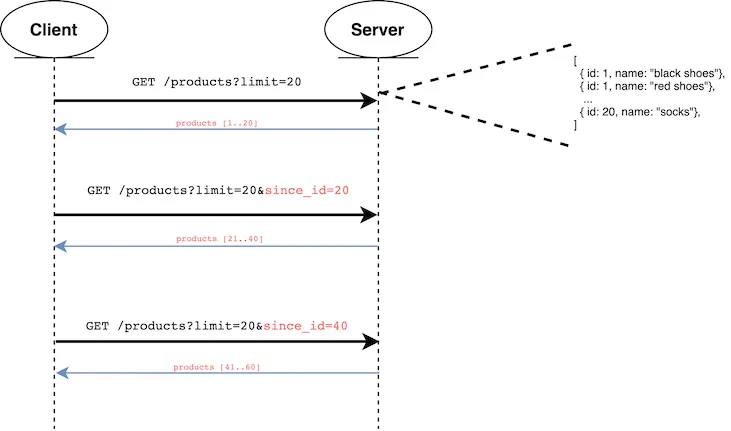 Client
Server
GET /products?limit=20
[
{ id: 1, name: "black shoes"},
{ id: 1, name: "red shoes"},
...
{ id: 20, name: "socks"},
]
products [1..20]
GET /products?limit=20&since_id=20
products [21..40]
GET /products?limit=20&since_id=40
products [41..60]